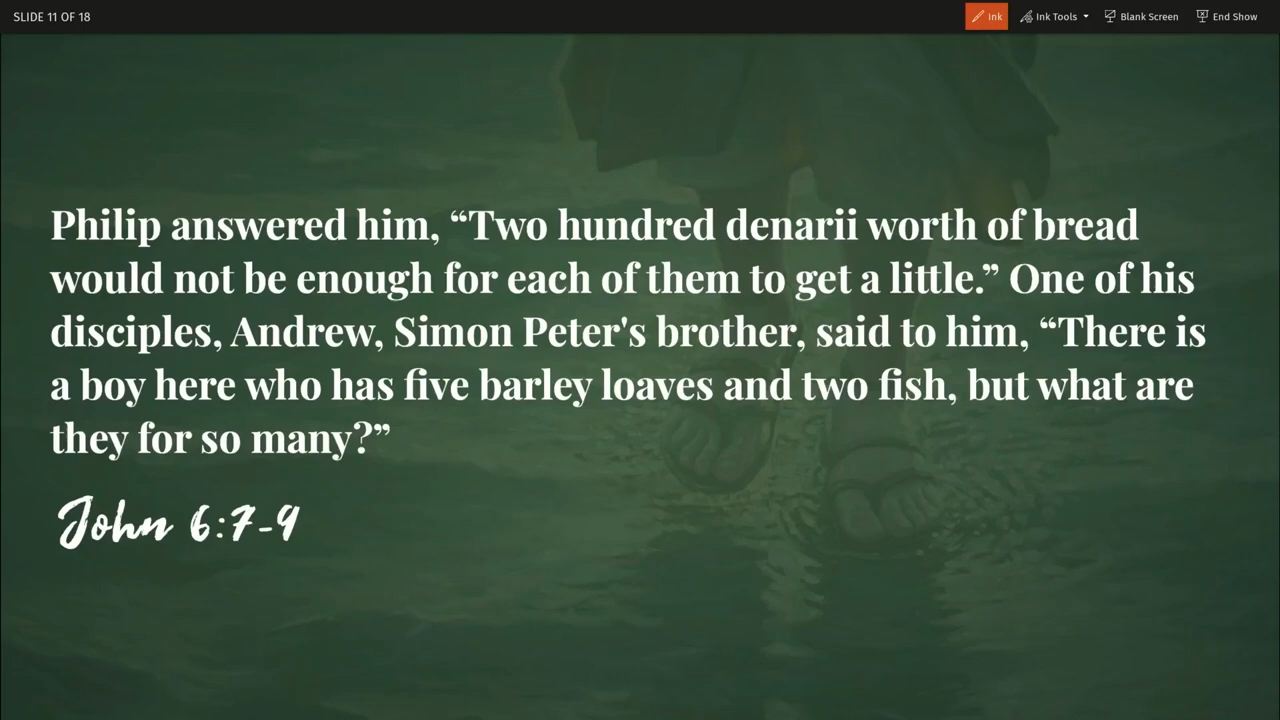 SLIDE 11 OF 18
Ink
Ink Tools
Blank Screen
End Show
Philip answered him, “Two hundred denarii worth of bread
would not be enough for each of them to get a little.” One of his
disciples, Andrew, Simon Peter's brother, said to him, “There is
a boy here who has five barley loaves and two fish, but what are
they for so many?”
John 6:7-9